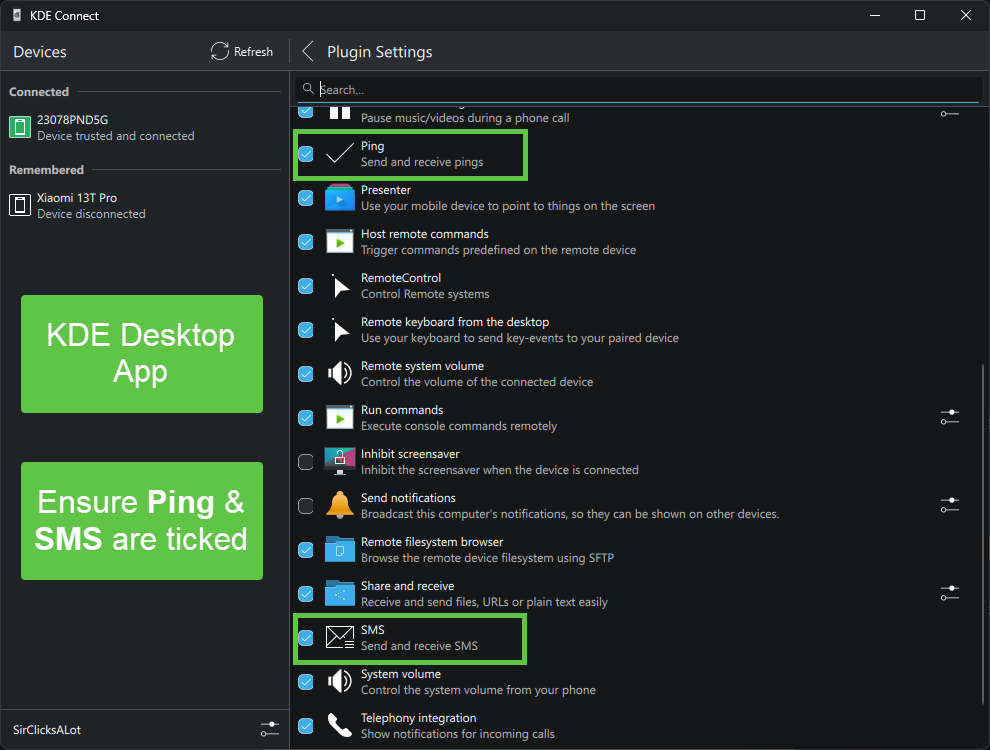 KDE Connect
Devices
Refresh
Plugin Settings
Search...
Connected
23078PND5G
Device trusted and connected
Remembered
Xiaomi 13T Pro
Device disconnected
KDE Desktop
App
Ensure Ping &
SMS are ticked
SirClicksALot
Pause music/videos during a phone call
Ping
Send and receive pings
Presenter
Use your mobile device to point to things on the screen
Host remote commands
Trigger commands predefined on the remote device
RemoteControl
Control Remote systems
Remote keyboard from the desktop
Use your keyboard to send key-events to your paired device
Remote system volume
Control the volume of the connected device
Run commands
Execute console commands remotely
Inhibit screensaver
Inhibit the screensaver when the device is connected
Send notifications
Broadcast this computer's notifications, so they can be shown on other devices.
Remote filesystem browser
Browse the remote device filesystem using SFTP
Share and receive
Receive and send files, URLs or plain text easily
SMS
Send and receive SMS
System volume
Control the system volume from your phone
Telephony integration
Show notifications for incoming calls